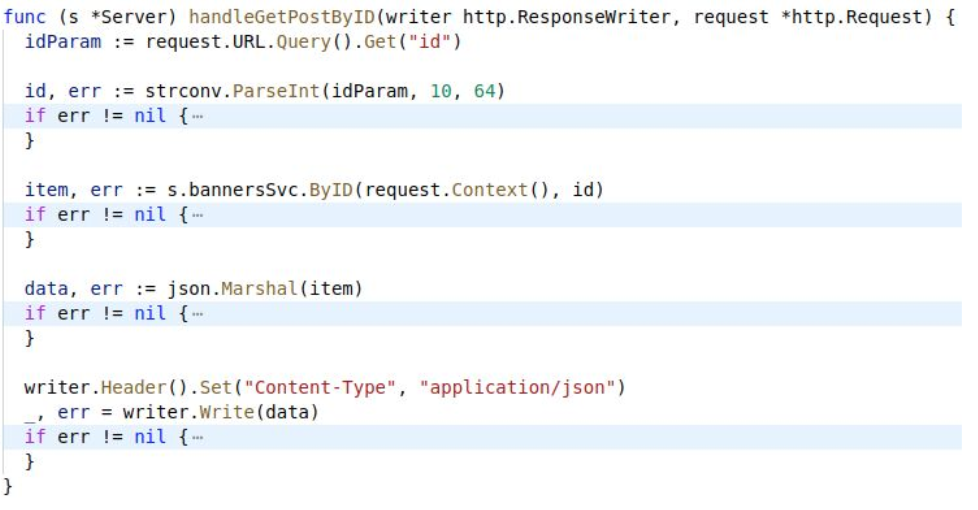 func (s *Server) handleGetPostByID(writer http.ResponseWriter, request *http.Request) {
  idParam := request.URL.Query().Get("id")

  id, err := strconv.ParseInt(idParam, 10, 64)
  if err != nil {⋯
  }

  item, err := s.bannersSvc.ByID(request.Context(), id)
  if err != nil {⋯
  }

  data, err := json.Marshal(item)
  if err != nil {⋯
  }

  writer.Header().Set("Content-Type", "application/json")
  _, err = writer.Write(data)
  if err != nil {⋯
  }
}